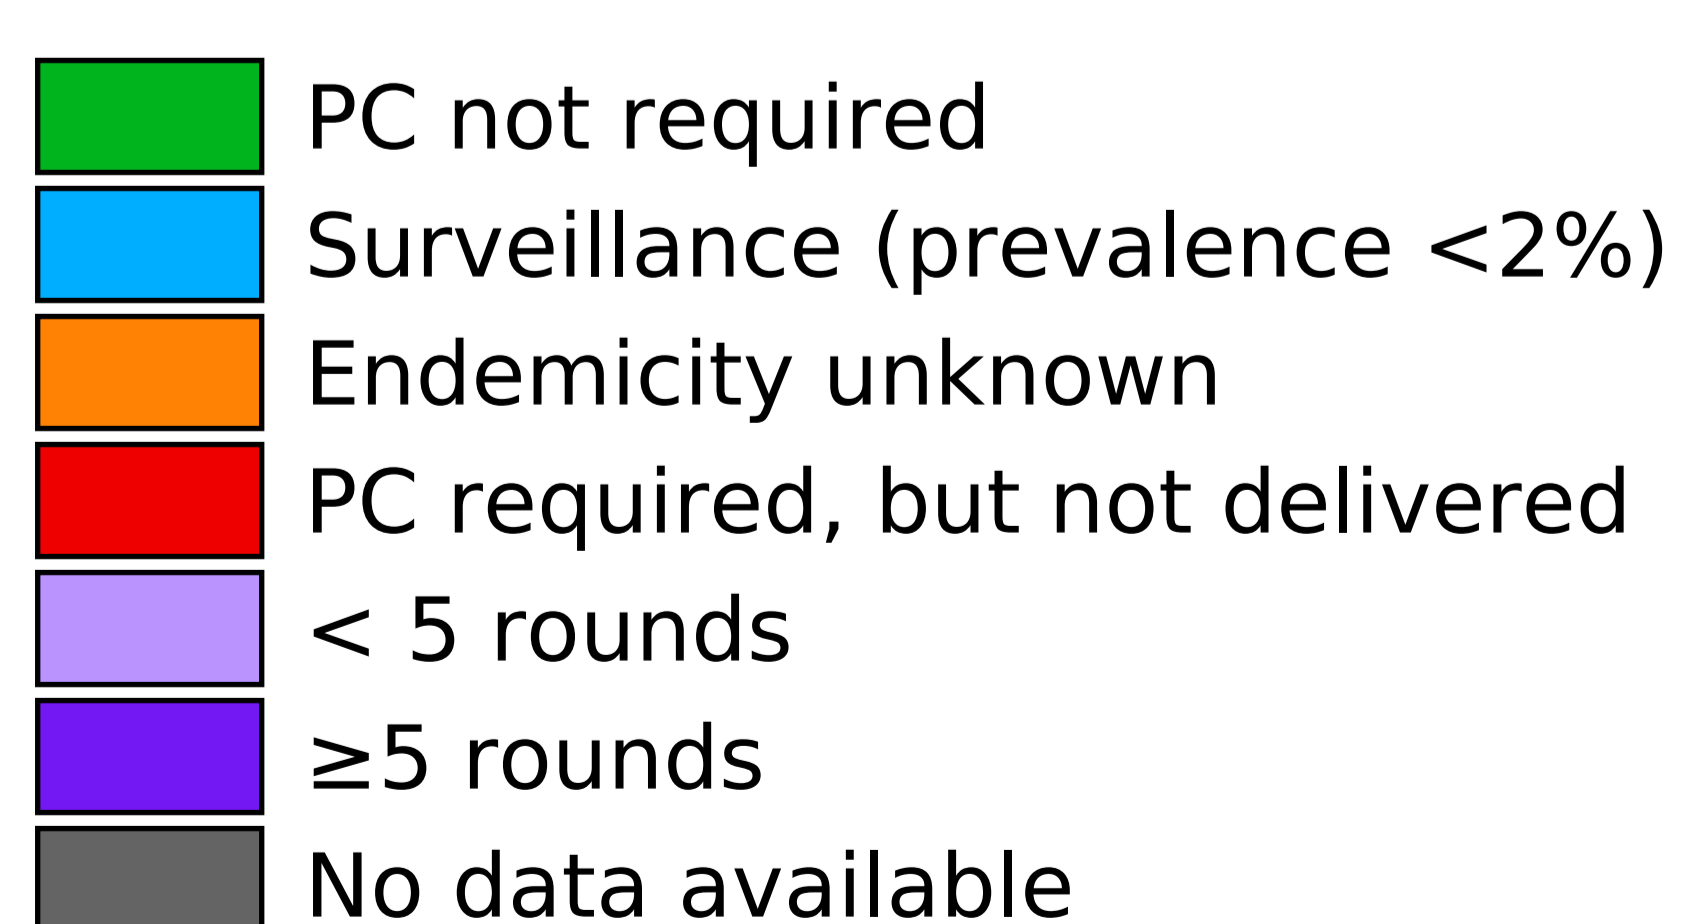 PC not required
Surveillance (prevalence <2%)
Endemicity unknown
PC required, but not delivered
< 5 rounds
≥5 rounds
No data available